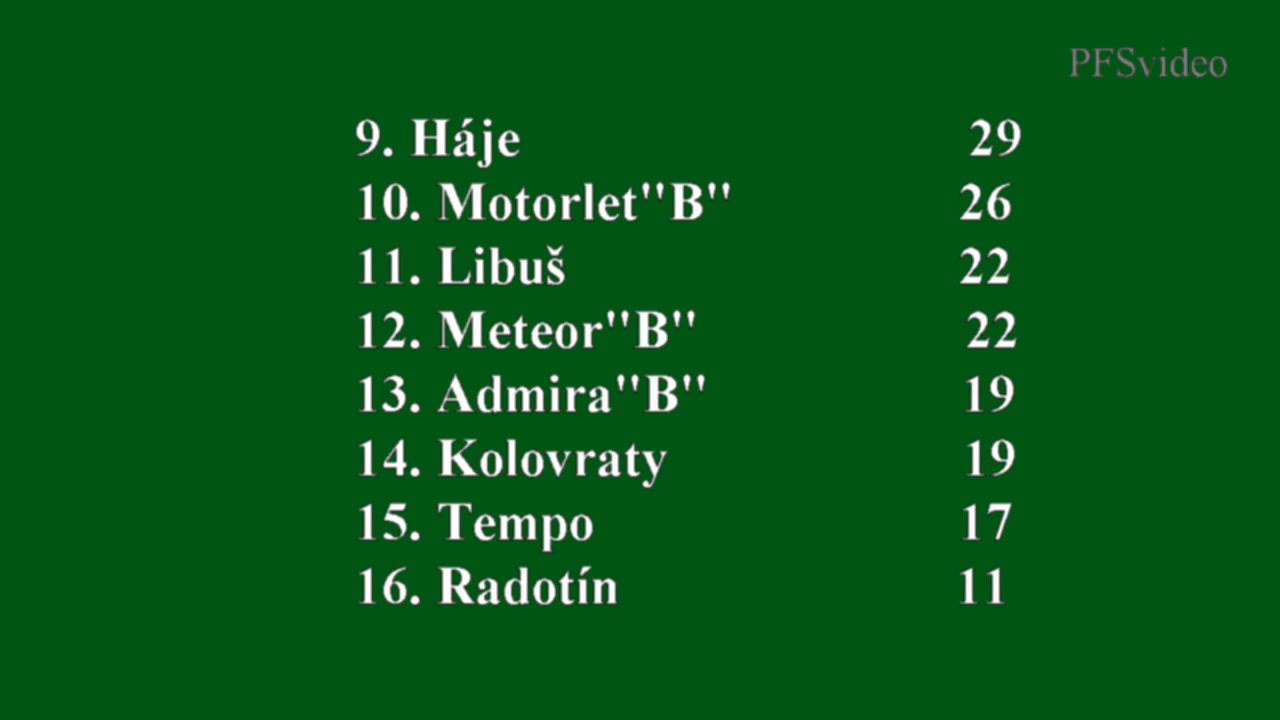 PFSvideo
9. Háje 29
10. Motorlet"B" 26
11. Libuš 22
12. Meteor"B" 22
13. Admira"B" 19
14. Kolovraty 19
15. Tempo 17
16. Radotín 11